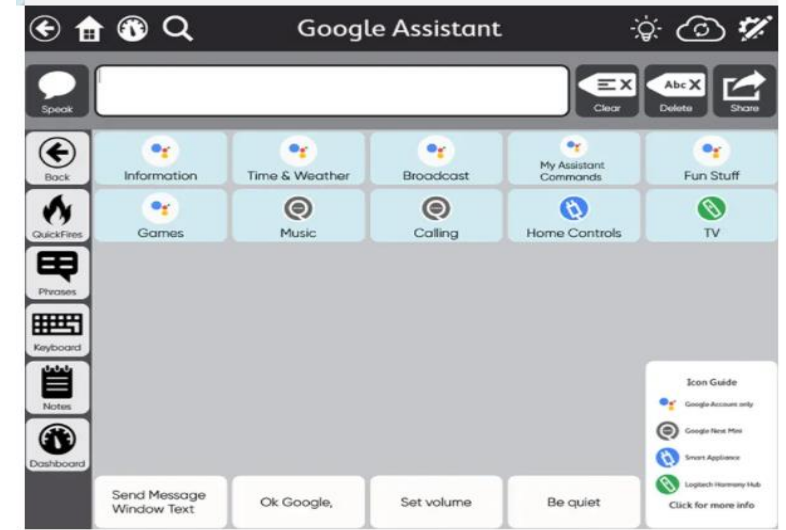 Google Assistant
Speak
Clear
Abc
Delete
Share
Back
Information
Time & Weather
Broadcast
My Assistant
Commands
Fun Stuff
QuickFires
Games
Music
Calling
Home Controls
TV
Phrases
Keyboard
Notes
Dashboard
Icon Guide
Google Account only
Google Nest Mini
Smart Appliance
Logitech Harmony Hub
Click for more info
Send Message
Window Text
Ok Google,
Set volume
Be quiet